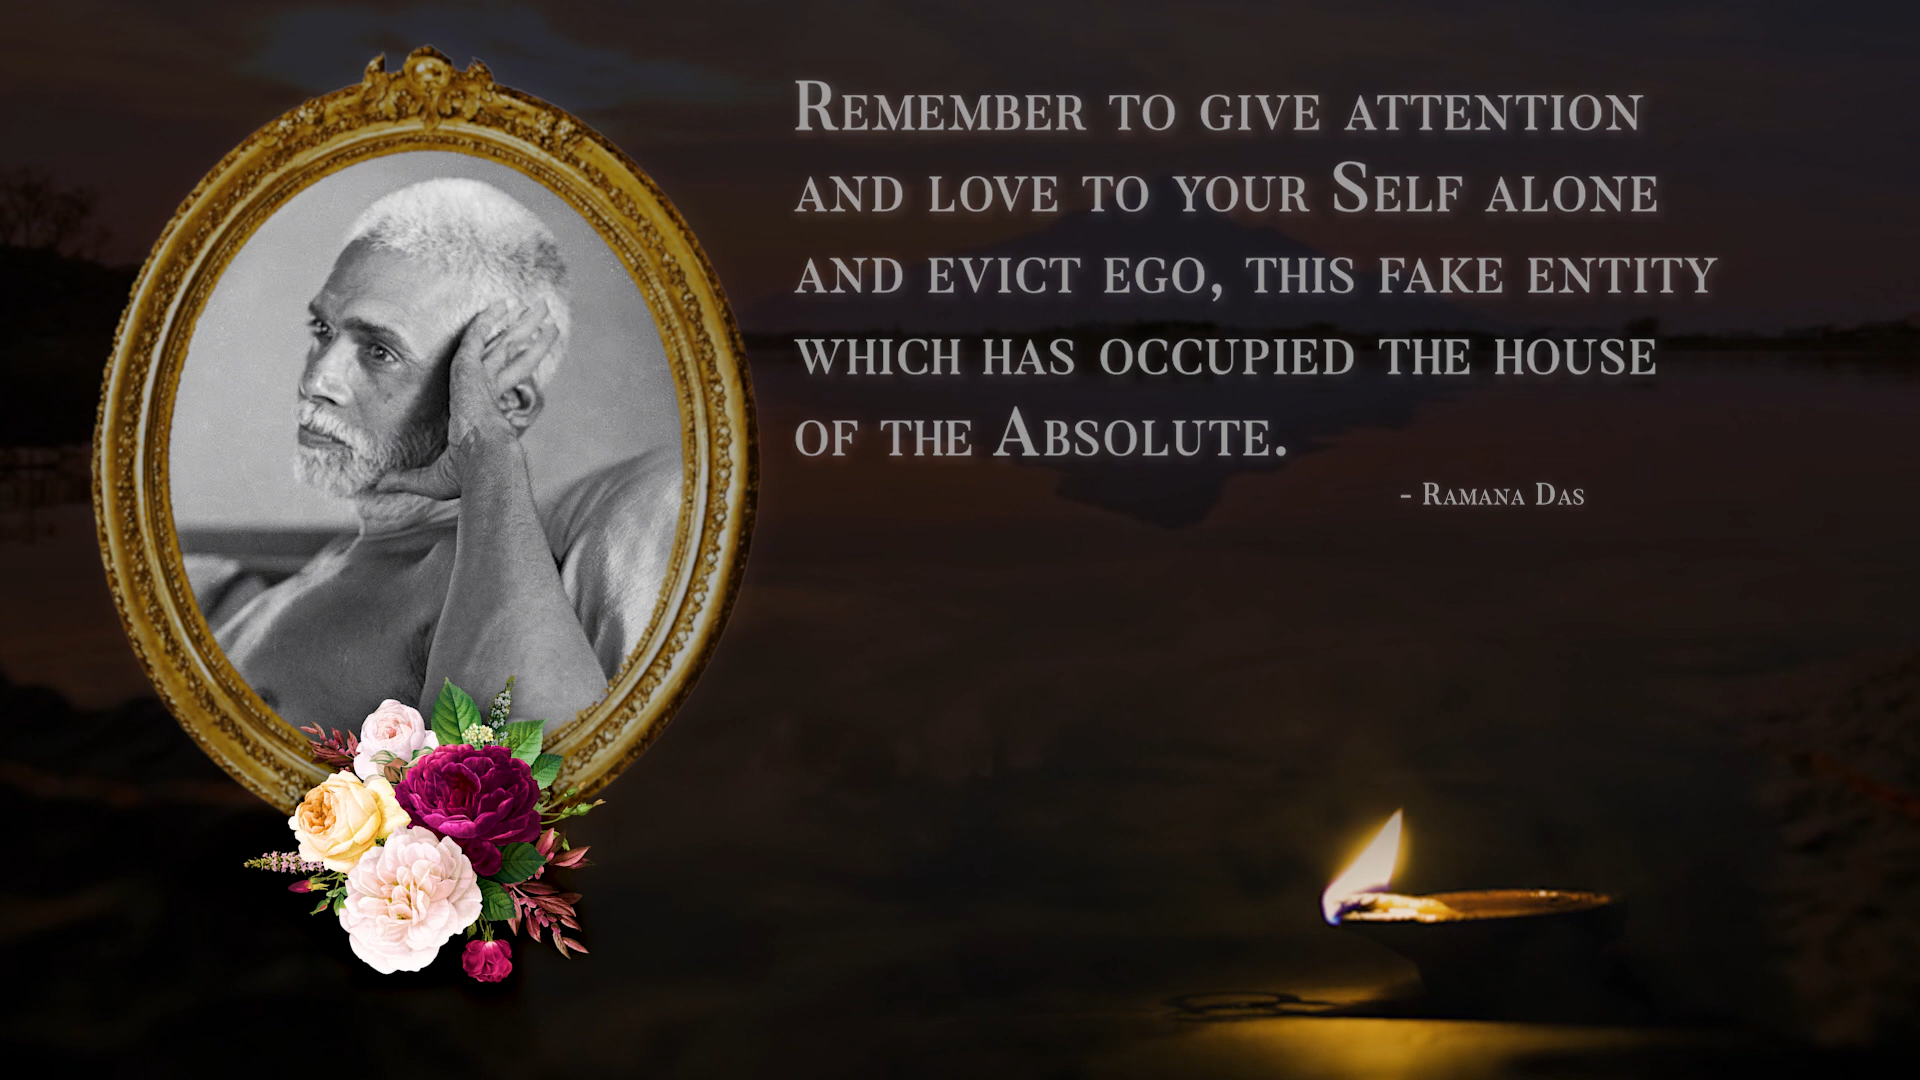 Remember to give attention
and love to your Self alone
and evict ego, this fake entity
which has occupied the house
of the Absolute.
- Ramana Das